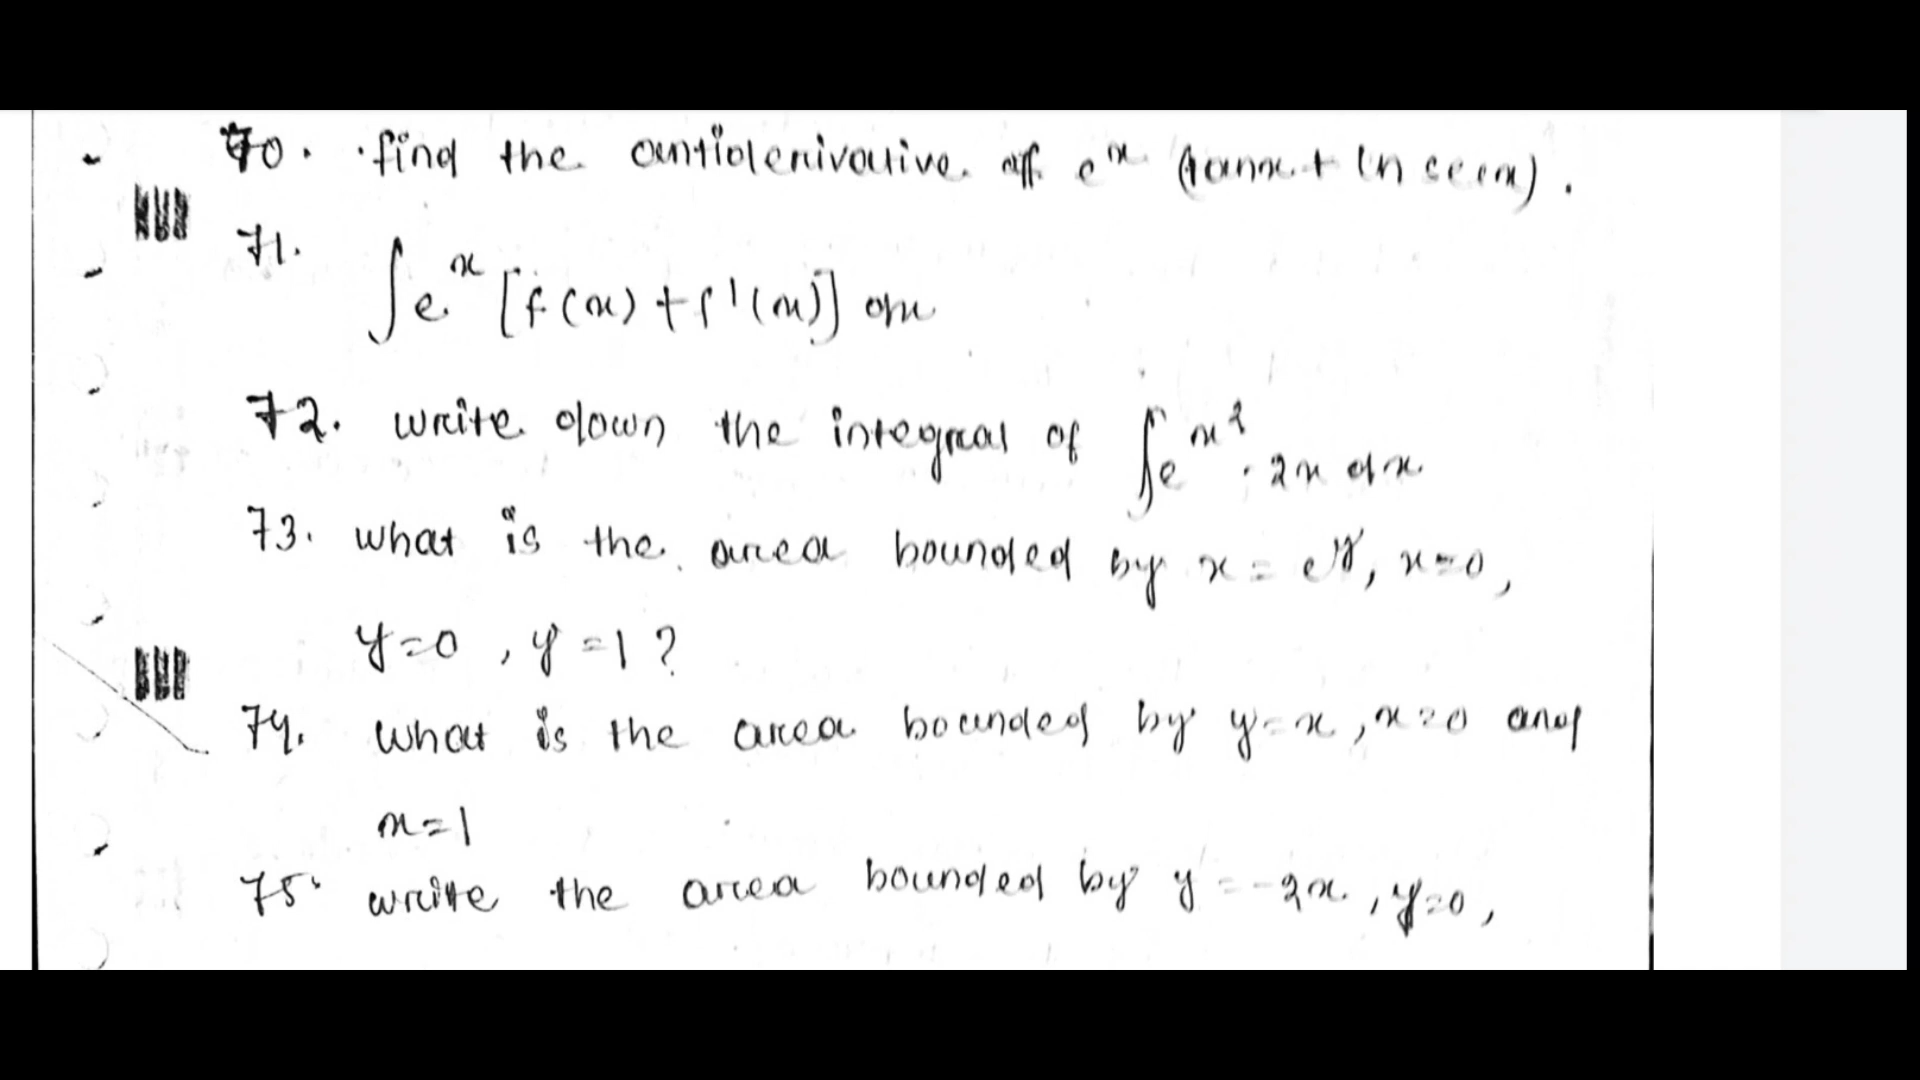 70. find the antiderivative of e^x (tanx + ln secx).
71. ∫e^x [f(x) + f'(x)] dx
72. write down the integral of ∫e^x² · 2x dx
73. what is the area bounded by x = e^y, x=0,
y=0, y=1?
74. what is the area bounded by y=x, x=0 and
x=1
75. write the area bounded by y=-2x, y=0,